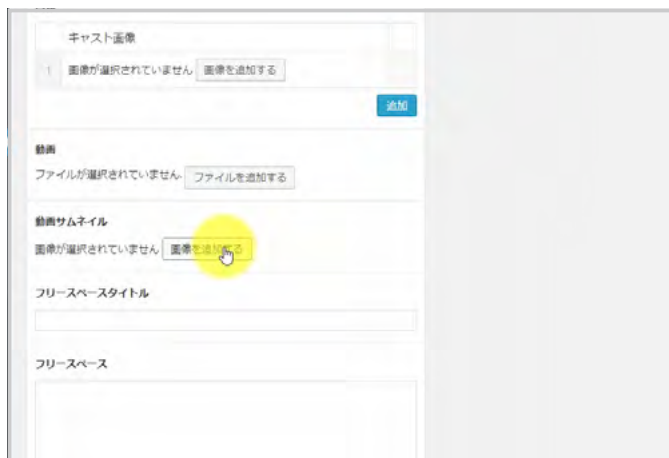 キャスト画像
1 画像が選択されていません 画像を追加する
追加
動画
ファイルが選択されていません ファイルを追加する
動画サムネイル
画像が選択されていません 画像を追加する
フリースペースタイトル
フリースペース